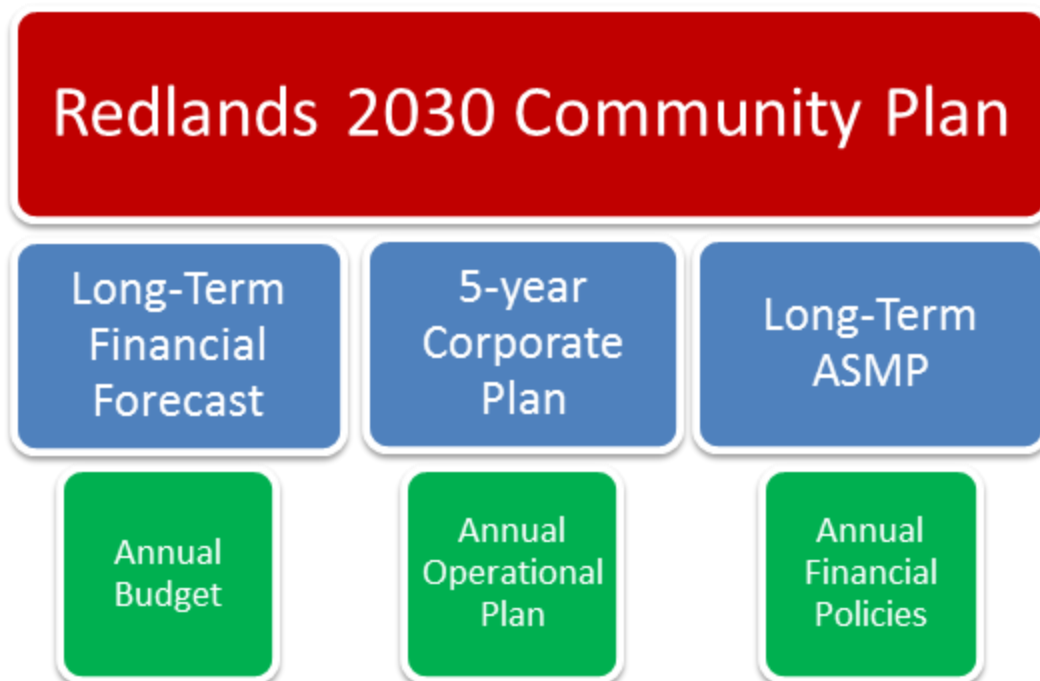 Redlands 2030 Community Plan
Long-Term
Financial
Forecast
5-year
Corporate
Plan
Long-Term
ASMP
Annual
Budget
Annual
Operational
Plan
Annual
Financial
Policies